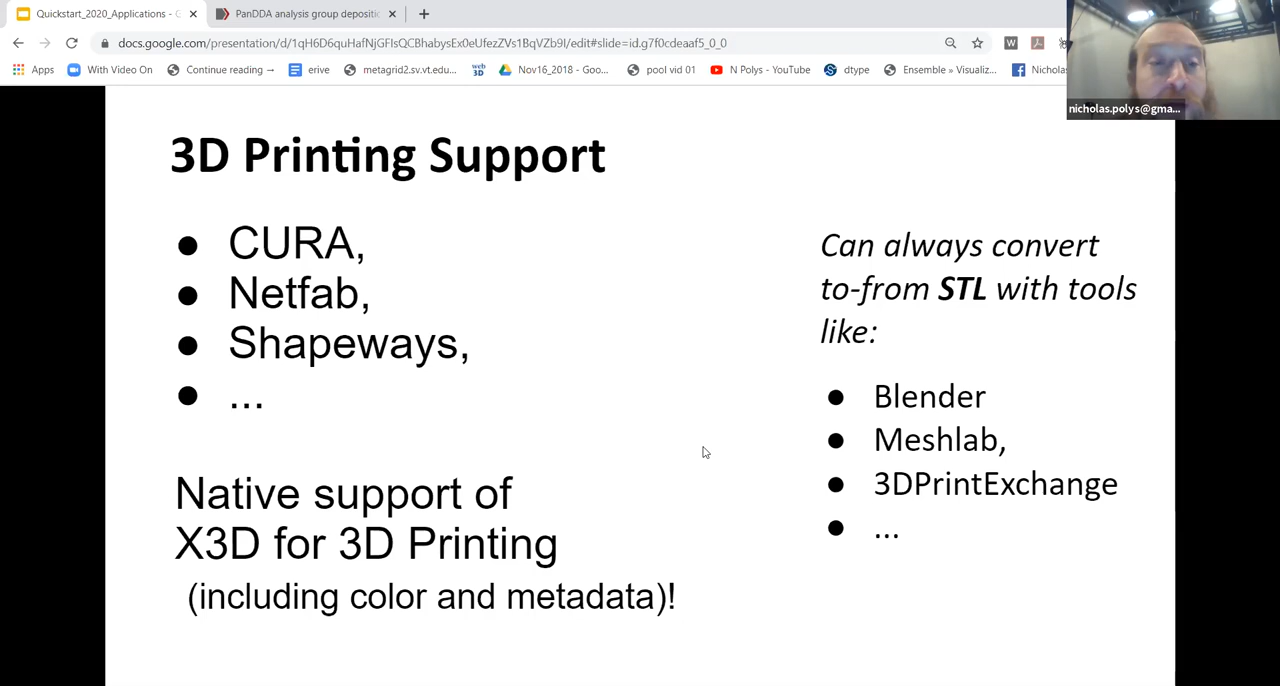 Quickstart_2020_Applications - G
PanDDA analysis group depositic
docs.google.com/presentation/d/1qH6D6quHafNjGFIsQCBhabysEx0eUfezZVs1BqVZb9I/edit#slide=id.g7f0cdeaaf5_0_0
Apps
With Video On
Continue reading →
erive
metagrid2.sv.vt.edu...
web 3D
Nov16_2018 - Goo...
pool vid 01
N Polys - YouTube
dtype
Ensemble » Visualiz...
Nicholas
nicholas.polys@gma...
3D Printing Support
● CURA,
● Netfab,
● Shapeways,
● ...
Native support of
X3D for 3D Printing
(including color and metadata)!
Can always convert
to-from STL with tools
like:
● Blender
● Meshlab,
● 3DPrintExchange
● ...